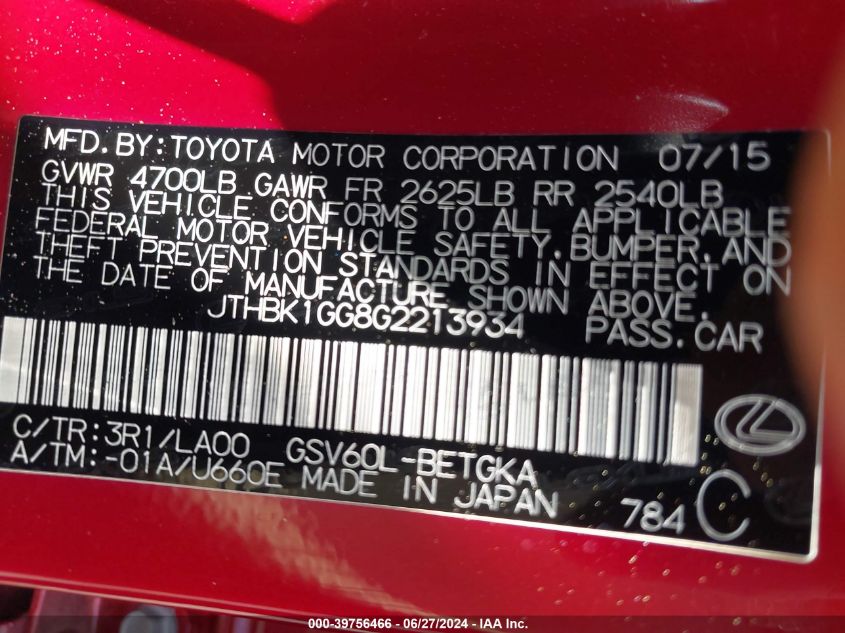 MFD. BY: TOYOTA MOTOR CORPORATION 07/15
GVWR 4700LB GAWR FR 2625LB RR 2540LB
THIS VEHICLE CONFORMS TO ALL APPLICABLE
FEDERAL MOTOR VEHICLE SAFETY, BUMPER, AND
THEFT PREVENTION STANDARDS IN EFFECT ON
THE DATE OF MANUFACTURE SHOWN ABOVE.
JTHBK1GG8G2213934 PASS. CAR
C/TR: 3R1/LA00 GSV60L-BETGKA
A/TM: -01A/U660E MADE IN JAPAN 784 C
000-39756466 - 06/27/2024 - IAA Inc.